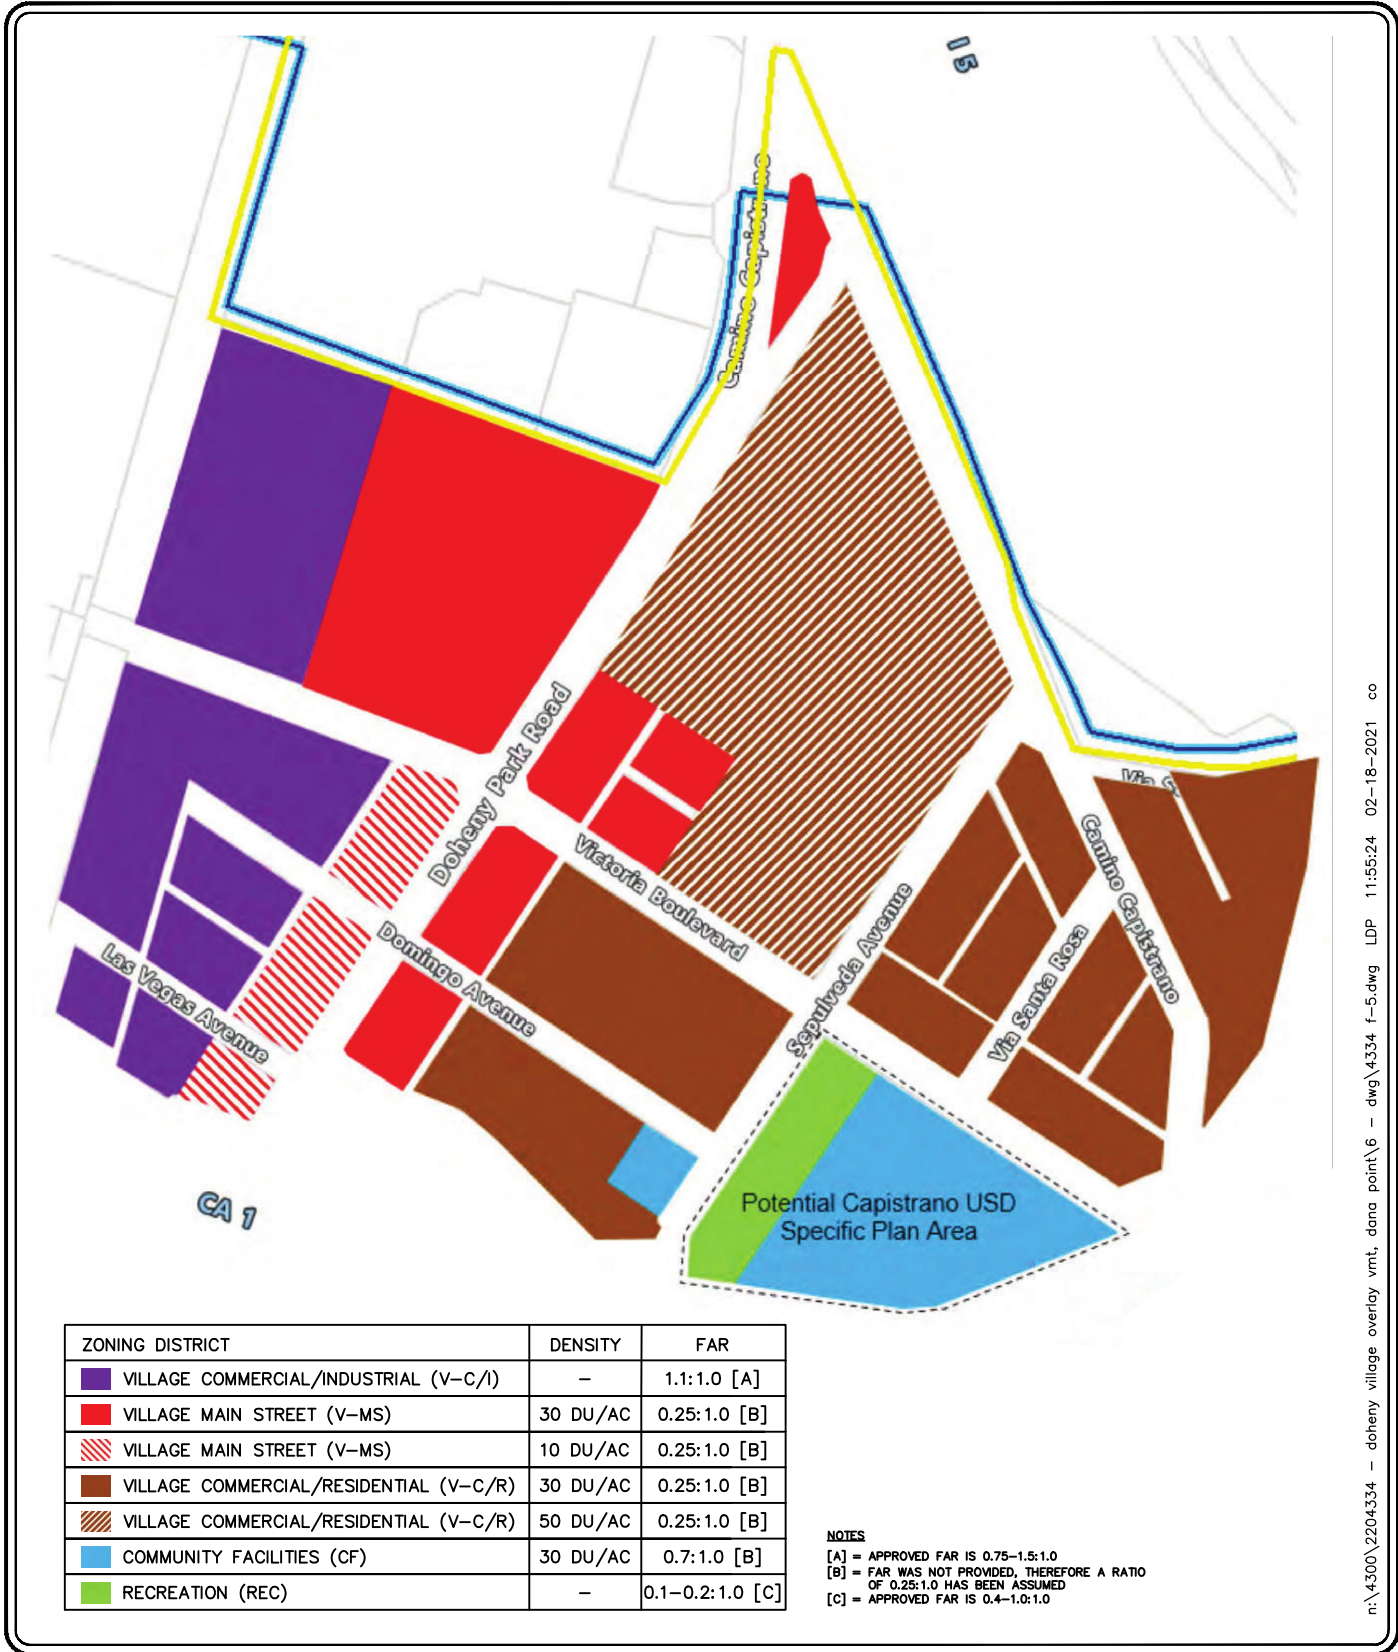 15
Camino Capistrano
Doheny Park Road
Victoria Boulevard
Domingo Avenue
Las Vegas Avenue
Sepulveda Avenue
Via Santa Rosa
Camino Capistrano
Via
CA 1
Potential Capistrano USD
Specific Plan Area
ZONING DISTRICT DENSITY FAR
VILLAGE COMMERCIAL/INDUSTRIAL (V-C/I) – 1.1:1.0 [A]
VILLAGE MAIN STREET (V-MS) 30 DU/AC 0.25:1.0 [B]
VILLAGE MAIN STREET (V-MS) 10 DU/AC 0.25:1.0 [B]
VILLAGE COMMERCIAL/RESIDENTIAL (V-C/R) 30 DU/AC 0.25:1.0 [B]
VILLAGE COMMERCIAL/RESIDENTIAL (V-C/R) 50 DU/AC 0.25:1.0 [B]
COMMUNITY FACILITIES (CF) 30 DU/AC 0.7:1.0 [B]
RECREATION (REC) – 0.1-0.2:1.0 [C]
NOTES
[A] = APPROVED FAR IS 0.75-1.5:1.0
[B] = FAR WAS NOT PROVIDED, THEREFORE A RATIO
OF 0.25:1.0 HAS BEEN ASSUMED
[C] = APPROVED FAR IS 0.4-1.0:1.0
n:\4300\2204334 - doheny village overlay vmt, dana point\6 - dwg\4334 f-5.dwg LDP 11:55:24 02-18-2021 co